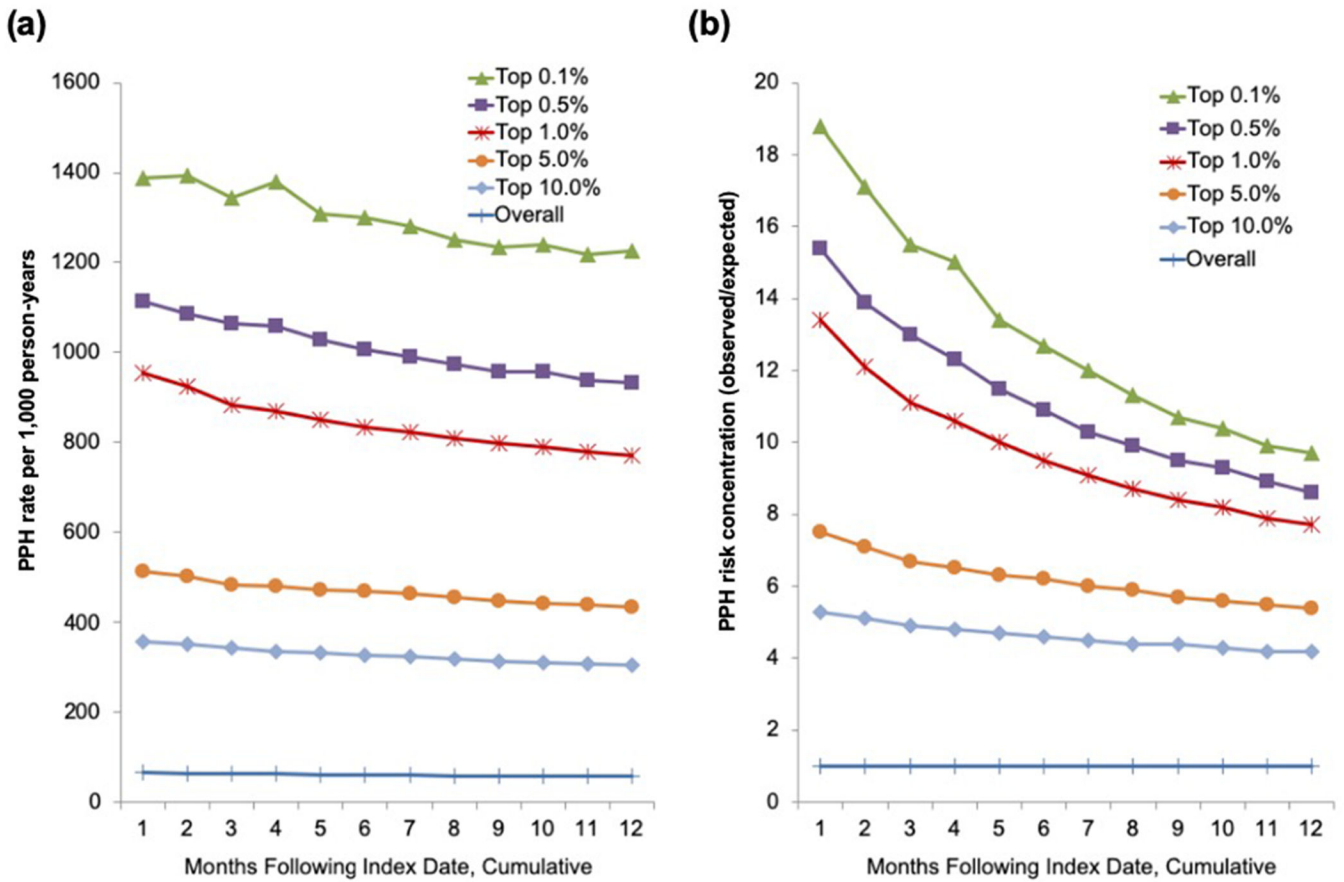 (a)
PPH rate per 1,000 person-years
1600
1400
1200
1000
800
600
400
200
0
Top 0.1%
Top 0.5%
Top 1.0%
Top 5.0%
Top 10.0%
Overall
1 2 3 4 5 6 7 8 9 10 11 12
Months Following Index Date, Cumulative
(b)
PPH risk concentration (observed/expected)
20
18
16
14
12
10
8
6
4
2
0
Top 0.1%
Top 0.5%
Top 1.0%
Top 5.0%
Top 10.0%
Overall
1 2 3 4 5 6 7 8 9 10 11 12
Months Following Index Date, Cumulative